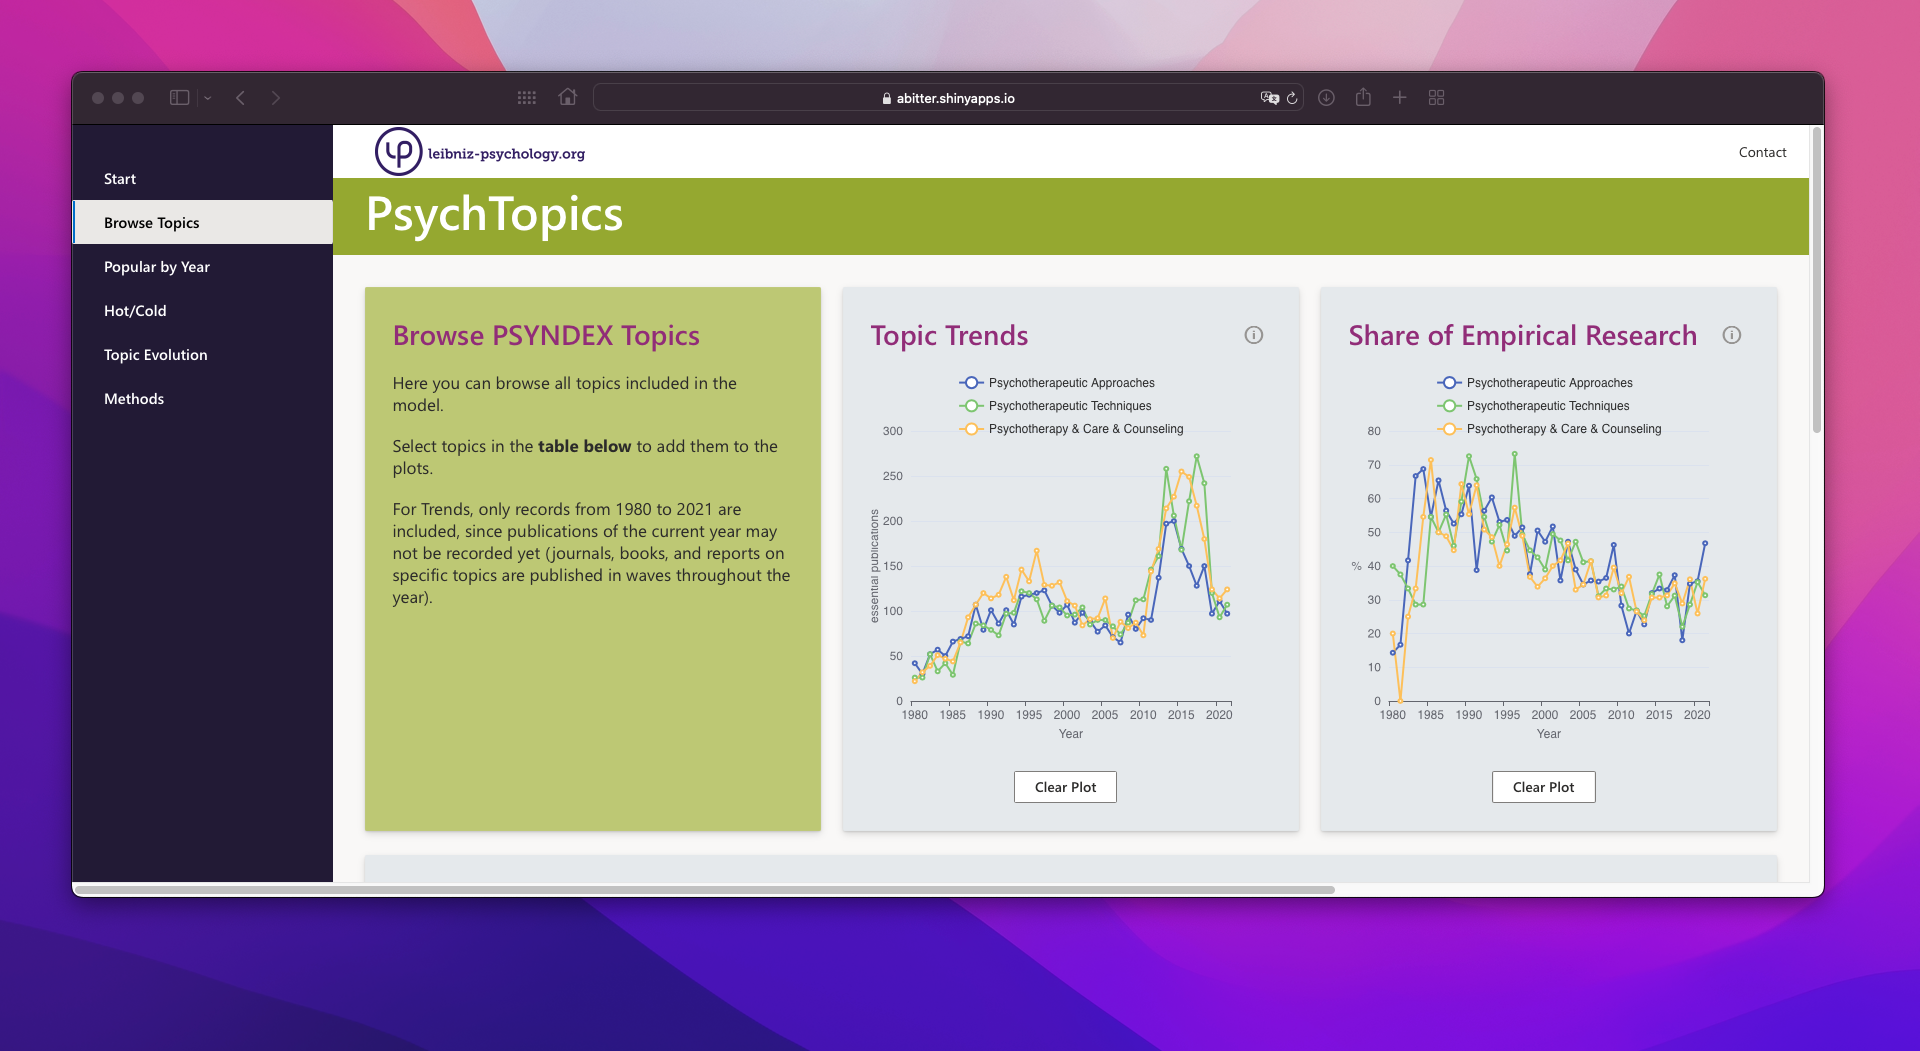 abitter.shinyapps.io
leibniz-psychology.org
Contact
PsychTopics
Start
Browse Topics
Popular by Year
Hot/Cold
Topic Evolution
Methods
Browse PSYNDEX Topics
Here you can browse all topics included in the
model.
Select topics in the table below to add them to the
plots.
For Trends, only records from 1980 to 2021 are
included, since publications of the current year may
not be recorded yet (journals, books, and reports on
specific topics are published in waves throughout the
year).
Topic Trends
Psychotherapeutic Approaches
Psychotherapeutic Techniques
Psychotherapy & Care & Counseling
300
250
200
150
100
50
0
essential publications
1980 1985 1990 1995 2000 2005 2010 2015 2020
Year
Clear Plot
Share of Empirical Research
Psychotherapeutic Approaches
Psychotherapeutic Techniques
Psychotherapy & Care & Counseling
80
70
60
50
40
30
20
10
0
%
1980 1985 1990 1995 2000 2005 2010 2015 2020
Year
Clear Plot